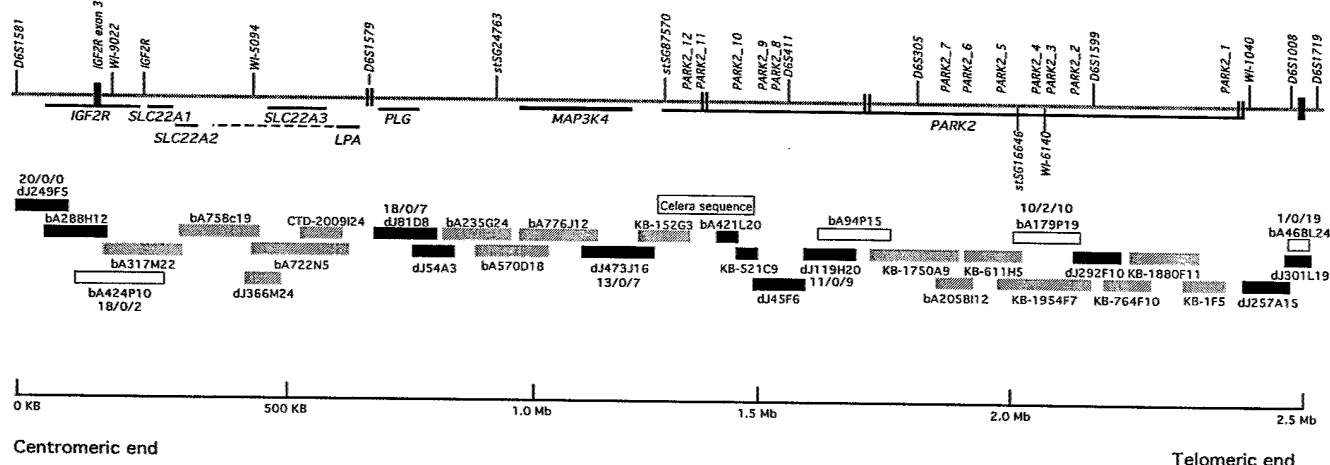 D6S1581
IGF2R exon 3
WI-9022
IGF2R
WI-5094
D6S1579
stSG24763
stSG87570
PARK2_12
PARK2_11
PARK2_10
PARK2_9
PARK2_8
D6S411
D6S305
PARK2_7
PARK2_6
PARK2_5
PARK2_4
PARK2_3
PARK2_2
D6S1599
PARK2_1
WI-1040
D6S1008
D6S1719
IGF2R
SLC22A1
SLC22A2
SLC22A3
LPA
PLG
MAP3K4
PARK2
stSG16646
WI-6140
20/0/0
dJ249F5
bA288H12
bA317M22
bA424P10
18/0/2
bA758c19
dJ366M24
CTD-2009I24
bA722N5
18/0/7
dJ81D8
dJ54A3
bA235G24
bA570D18
bA776J12
dJ473J16
13/0/7
KB-152G3
Celera sequence
bA421L20
KB-521C9
dJ45F6
bA94P15
dJ119H20
11/0/9
KB-1750A9
bA205BI12
KB-611H5
KB-1954F7
10/2/10
bA179P19
dJ292F10
KB-764F10
KB-1880F11
KB-1F5
dJ257A15
1/0/19
bA468L24
dJ301L19
0 KB
500 KB
1.0 Mb
1.5 Mb
2.0 Mb
2.5 Mb
Centromeric end
Telomeric end